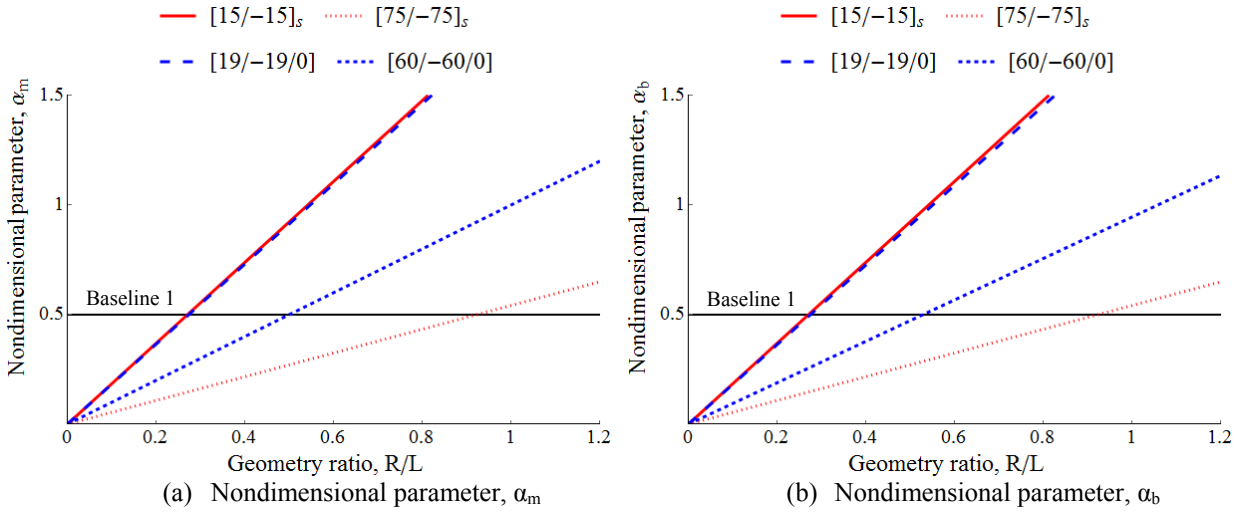 [15/−15]s [75/−75]s
[19/−19/0] [60/−60/0]
Nondimensional parameter, αm
1.5
1
0.5
Baseline 1
0 0.2 0.4 0.6 0.8 1 1.2
Geometry ratio, R/L
(a) Nondimensional parameter, αm
[15/−15]s [75/−75]s
[19/−19/0] [60/−60/0]
Nondimensional parameter, αb
1.5
1
0.5
Baseline 1
0 0.2 0.4 0.6 0.8 1 1.2
Geometry ratio, R/L
(b) Nondimensional parameter, αb